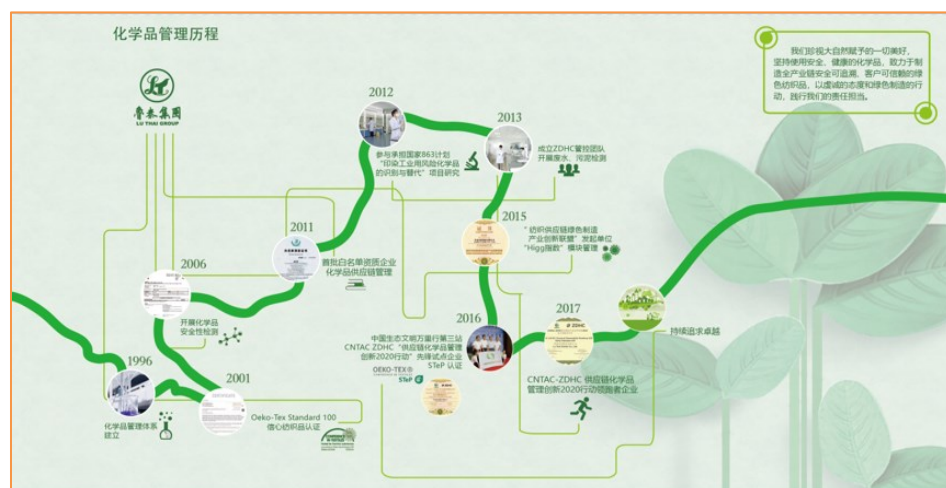 化学品管理历程
鲁泰集团
LU THAI GROUP
我们珍视大自然赋予的一切美好，
坚持使用安全、健康的化学品，致力于制
造全产业链安全可追溯、客户可信赖的绿
色纺织品，以虔诚的态度和绿色制造的行
动，践行我们的责任担当。
1996
化学品管理体系
建立
2001
Oeko-Tex Standard 100
信心纺织品认证
2006
开展化学品
安全性检测
2011
首批白名单资质企业
化学品供应链管理
2012
参与承担国家863计划
“印染工业用风险化学品
的识别与替代”项目研究
2013
成立ZDHC管控团队
开展废水、污泥检测
2015
“纺织供应链绿色制造
产业创新联盟”发起单位
“Higg指数”模块管理
2016
中国生态文明万里行第三站
CNTAC ZDHC“供应链化学品管理
创新2020行动”先锋试点企业
STeP 认证
OEKO-TEX®
STeP
2017
ZDHC
CNTAC-ZDHC 供应链化学品
管理创新2020行动领跑者企业
持续追求卓越